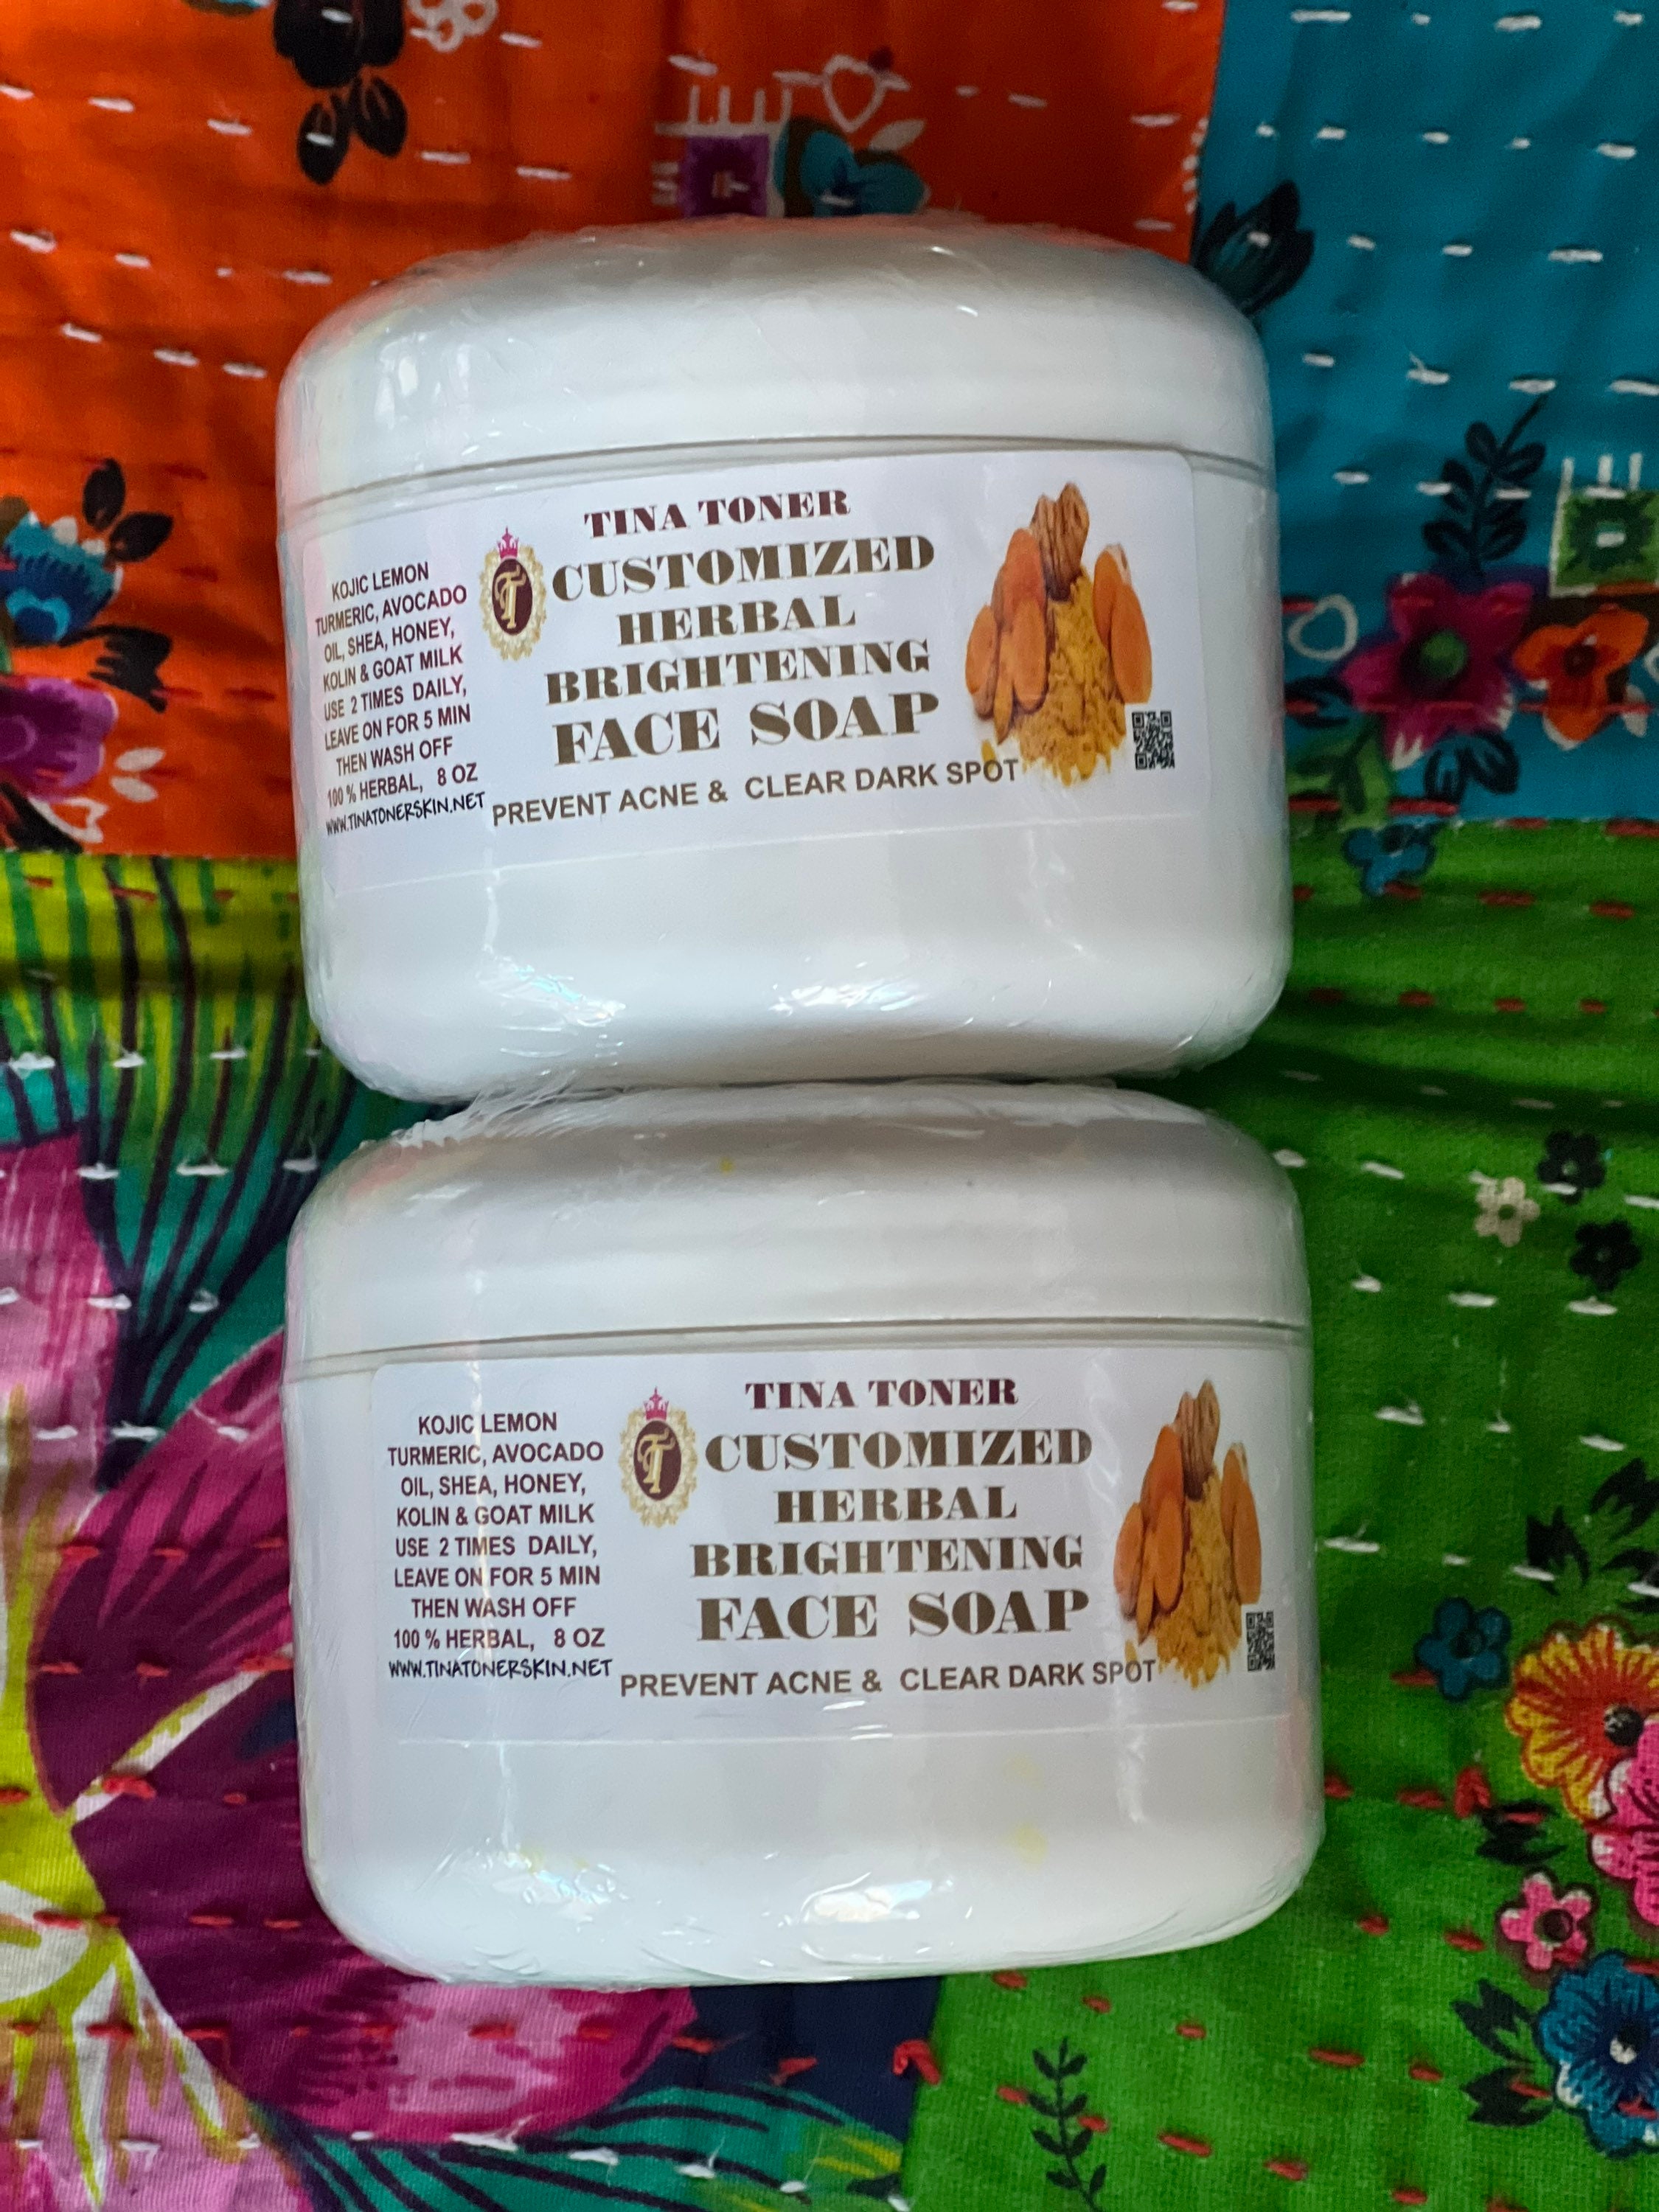 KOJIC LEMON
TURMERIC, AVOCADO
OIL, SHEA, HONEY,
KOLIN & GOAT MILK
USE 2 TIMES DAILY,
LEAVE ON FOR 5 MIN
THEN WASH OFF
100 % HERBAL, 8 OZ
WWW.TINATONERSKIN.NET
T
TINA TONER
CUSTOMIZED
HERBAL
BRIGHTENING
FACE SOAP
PREVENT ACNE & CLEAR DARK SPOT
KOJIC LEMON
TURMERIC, AVOCADO
OIL, SHEA, HONEY,
KOLIN & GOAT MILK
USE 2 TIMES DAILY,
LEAVE ON FOR 5 MIN
THEN WASH OFF
100 % HERBAL, 8 OZ
WWW.TINATONERSKIN.NET
T
TINA TONER
CUSTOMIZED
HERBAL
BRIGHTENING
FACE SOAP
PREVENT ACNE & CLEAR DARK SPOT